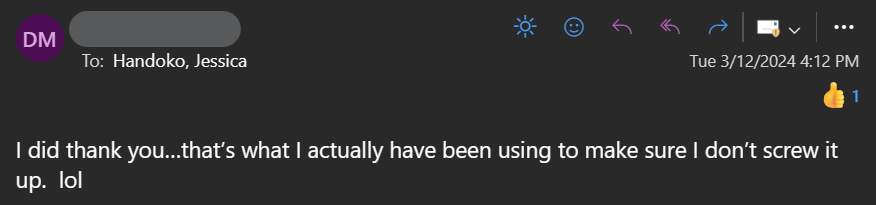 DM
To: Handoko, Jessica
Tue 3/12/2024 4:12 PM
👍 1
I did thank you...that's what I actually have been using to make sure I don't screw it
up.  lol